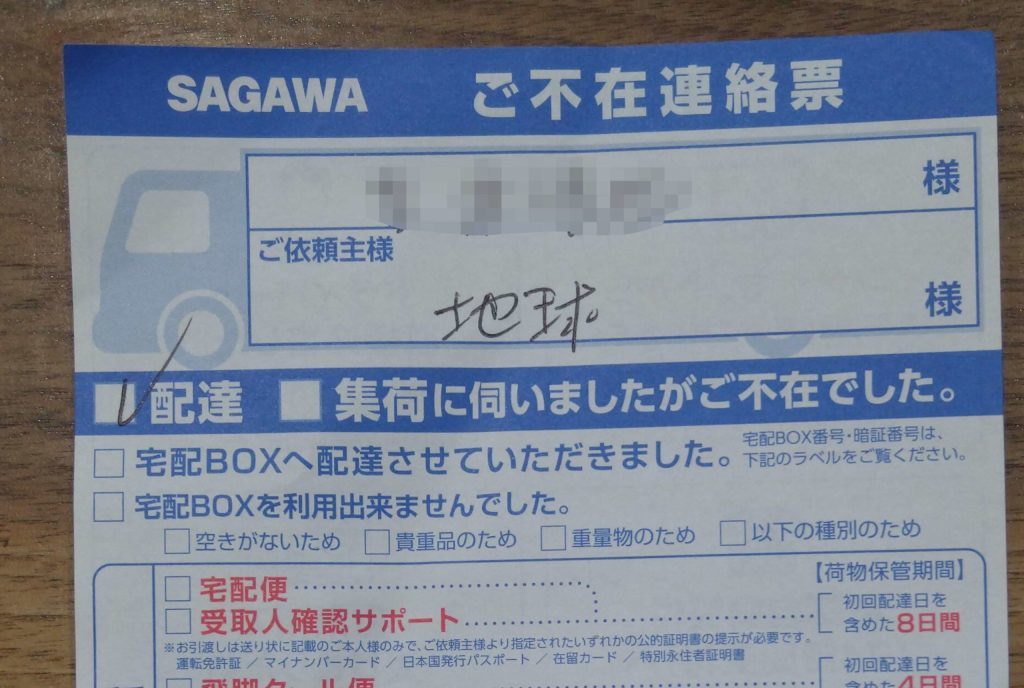 SAGAWA ご不在連絡票
様
ご依頼主様
地球 様
配達 集荷に伺いましたがご不在でした。
宅配BOXへ配達させていただきました。 宅配BOX番号・暗証番号は、
下記のラベルをご覧ください。
宅配BOXを利用出来ませんでした。
空きがないため 貴重品のため 重量物のため 以下の種別のため
【荷物保管期間】
宅配便
受取人確認サポート
初回配達日を
含めた8日間
※お引渡しは送り状に記載のご本人様のみで、ご依頼主様より指定されたいずれかの公的証明書の提示が必要です。
運転免許証 / マイナンバーカード / 日本国発行パスポート / 在留カード / 特別永住者証明書
飛脚クール便
初回配達日を
含めた4日間